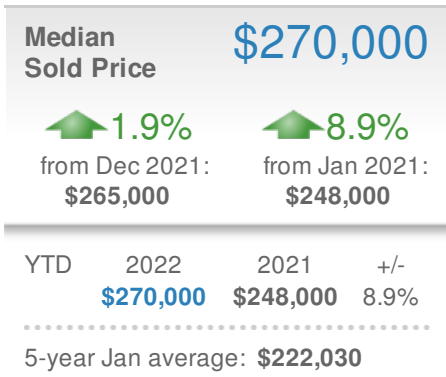 Median
Sold Price
$270,000
1.9%
8.9%
from Dec 2021:
from Jan 2021:
$265,000
$248,000
YTD 2022 2021 +/-
$270,000 $248,000 8.9%
5-year Jan average: $222,030